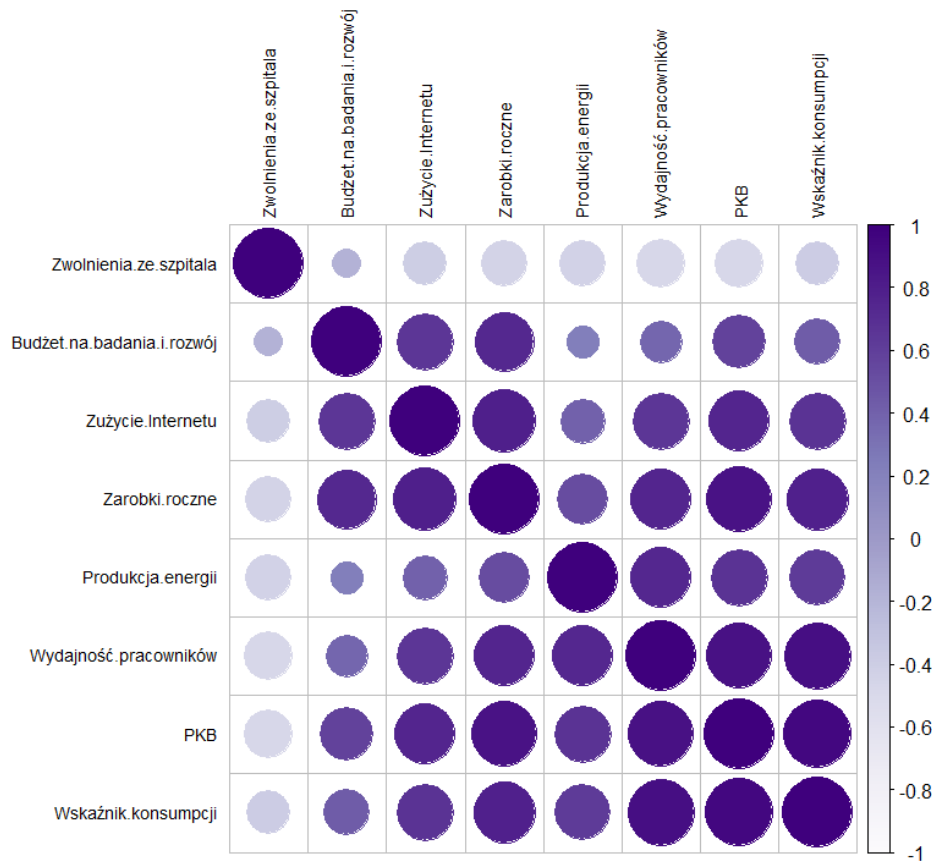 Zwolnienia.ze.szpitala
Budżet.na.badania.i.rozwój
Zużycie.Internetu
Zarobki.roczne
Produkcja.energii
Wydajność.pracowników
PKB
Wskaźnik.konsumpcji
Zwolnienia.ze.szpitala
Budżet.na.badania.i.rozwój
Zużycie.Internetu
Zarobki.roczne
Produkcja.energii
Wydajność.pracowników
PKB
Wskaźnik.konsumpcji
1
0.8
0.6
0.4
0.2
0
-0.2
-0.4
-0.6
-0.8
-1